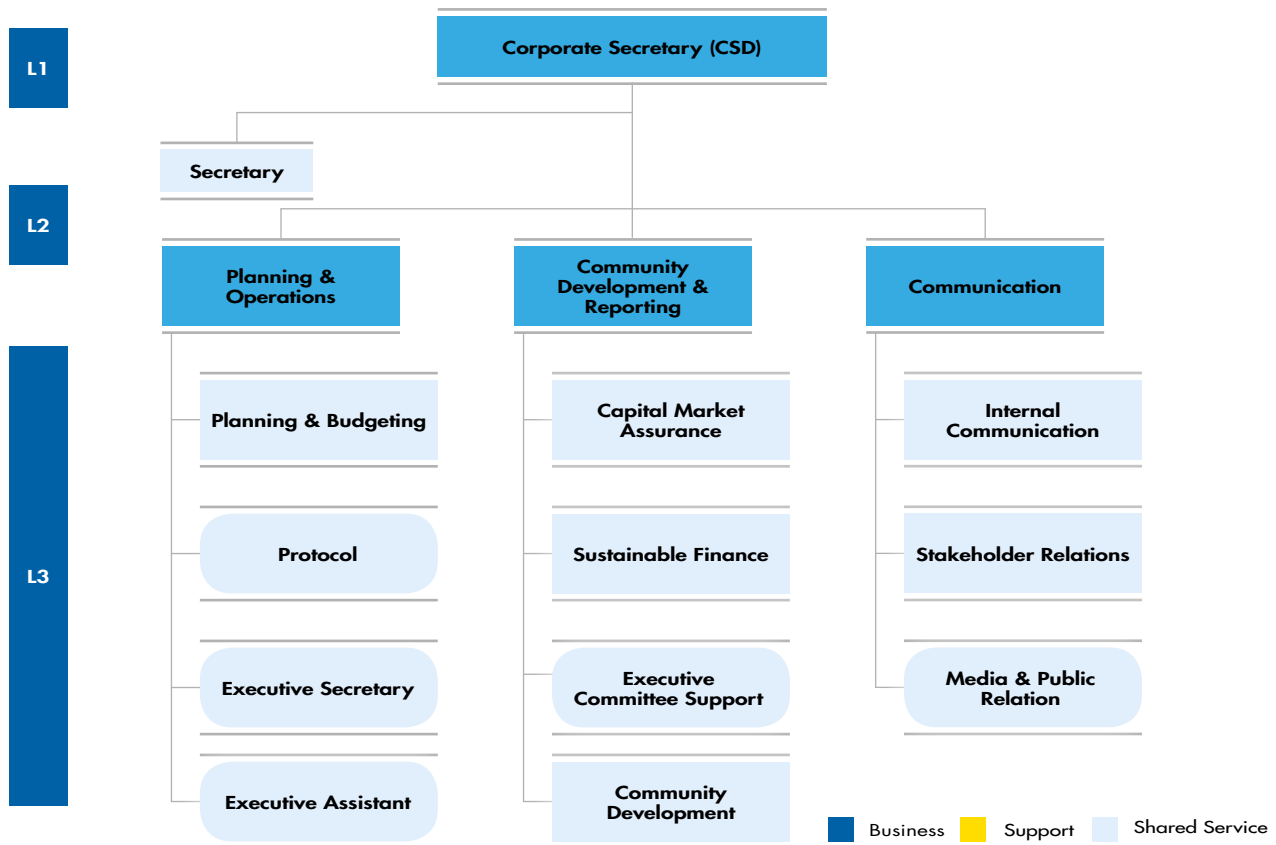 L1
Corporate Secretary (CSD)
Secretary
L2
Planning &
Operations
Community
Development &
Reporting
Communication
L3
Planning & Budgeting
Capital Market
Assurance
Internal
Communication
Protocol
Sustainable Finance
Stakeholder Relations
Executive Secretary
Executive
Committee Support
Media & Public
Relation
Executive Assistant
Community
Development
Business
Support
Shared Service